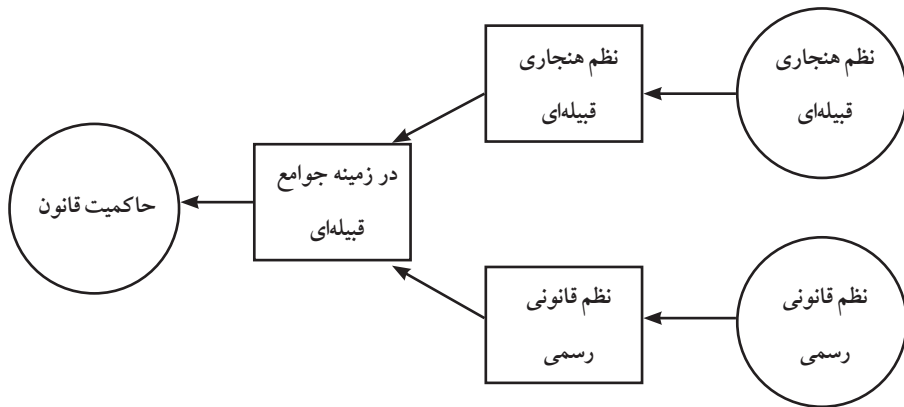 نظم هنجاری
قبیله‌ای
نظم هنجاری
قبیله‌ای
در زمینه جوامع
قبیله‌ای
حاکمیت قانون
نظم قانونی
رسمی
نظم قانونی
رسمی